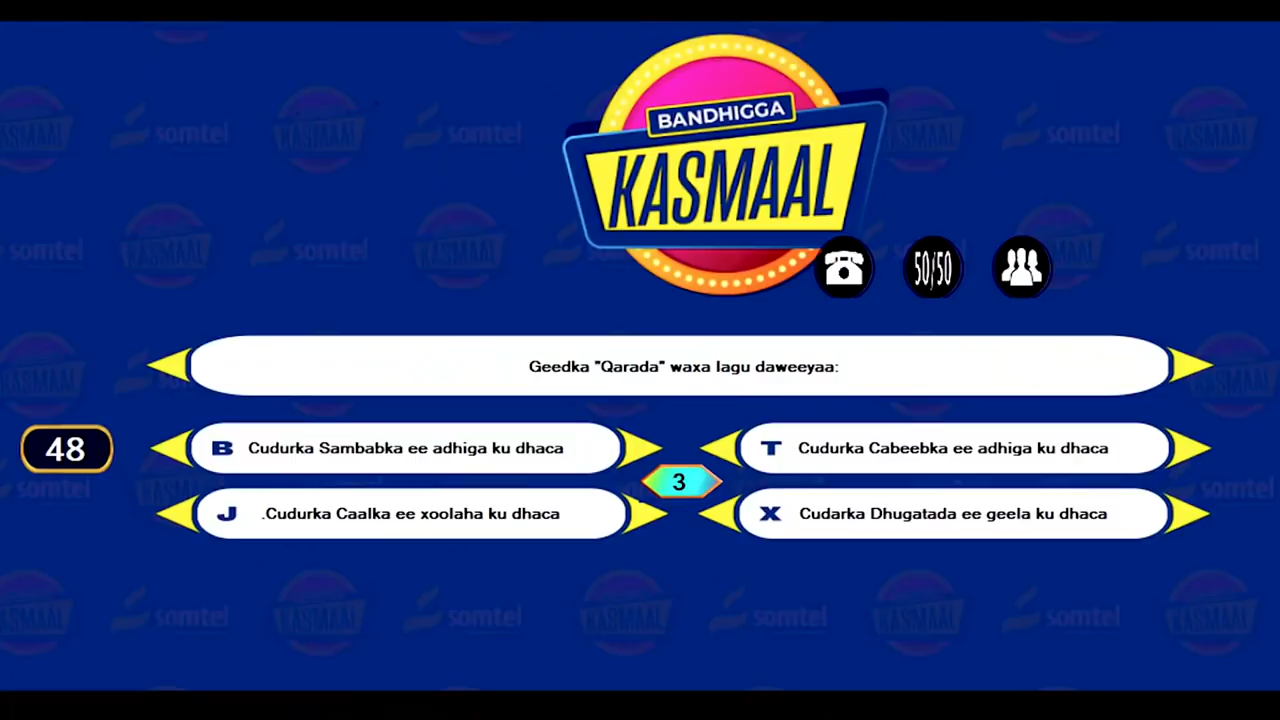 BANDHIGGA
KASMAAL
50/50
Geedka "Qarada" waxa lagu daweeyaa:
48
B Cudurka Sambabka ee adhiga ku dhaca
T Cudurka Cabeebka ee adhiga ku dhaca
3
J .Cudurka Caalka ee xoolaha ku dhaca
X Cudarka Dhugatada ee geela ku dhaca
somtel